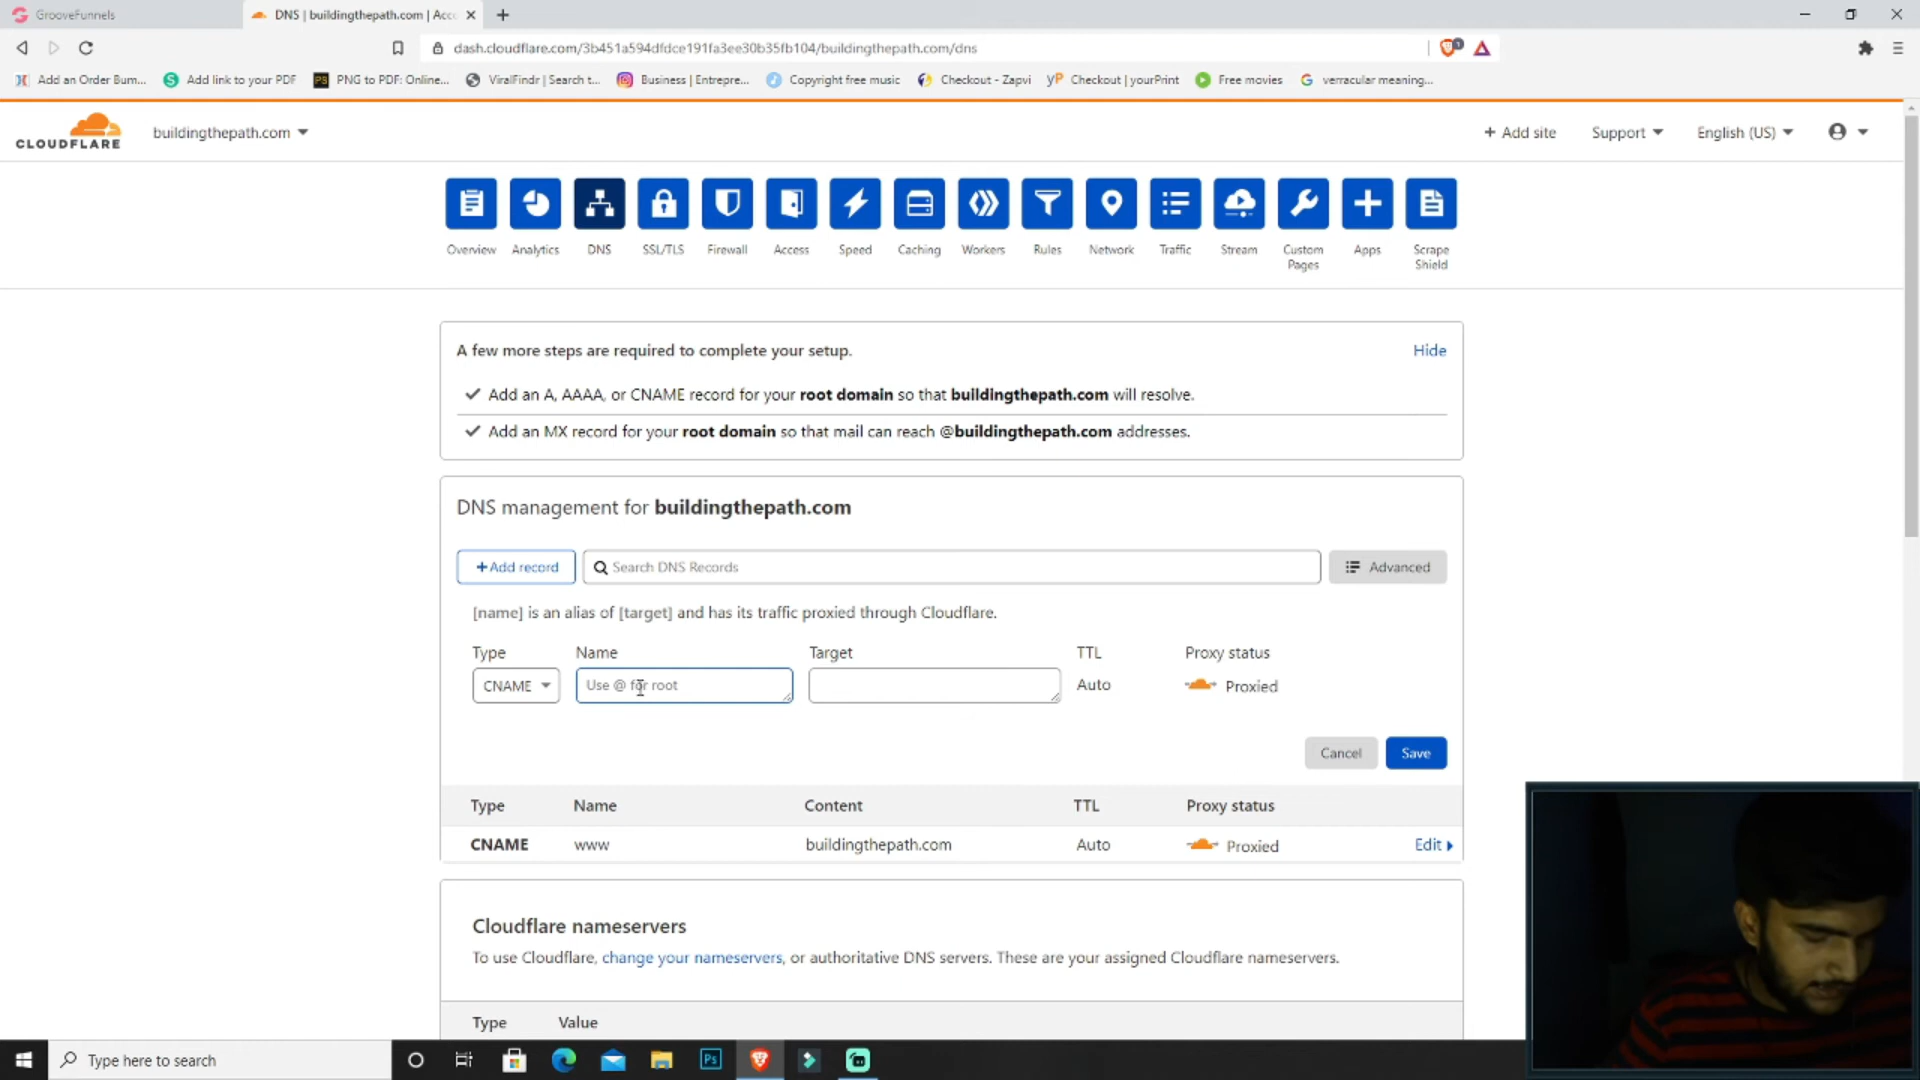 GrooveFunnels
DNS | buildingthepath.com | Acc
dash.cloudflare.com/3b451a594dfdce191fa3ee30b35fb104/buildingthepath.com/dns
1
Add an Order Bum...
Add link to your PDF
PNG to PDF: Online...
ViralFindr | Search t...
Business | Entrepre...
Copyright free music
Checkout - Zapvi
Checkout | yourPrint
Free movies
verracular meaning...
CLOUDFLARE
buildingthepath.com
+ Add site
Support
English (US)
Overview
Analytics
DNS
SSL/TLS
Firewall
Access
Speed
Caching
Workers
Rules
Network
Traffic
Stream
Custom
Pages
Apps
Scrape
Shield
A few more steps are required to complete your setup.
Hide
Add an A, AAAA, or CNAME record for your root domain so that buildingthepath.com will resolve.
Add an MX record for your root domain so that mail can reach @buildingthepath.com addresses.
DNS management for buildingthepath.com
+ Add record
Search DNS Records
Advanced
[name] is an alias of [target] and has its traffic proxied through Cloudflare.
Type
Name
Target
TTL
Proxy status
CNAME
Use @ for root
Auto
Proxied
Cancel
Save
Type
Name
Content
TTL
Proxy status
CNAME
www
buildingthepath.com
Auto
Proxied
Edit
Cloudflare nameservers
To use Cloudflare, change your nameservers, or authoritative DNS servers. These are your assigned Cloudflare nameservers.
Type
Value
Type here to search
Ps